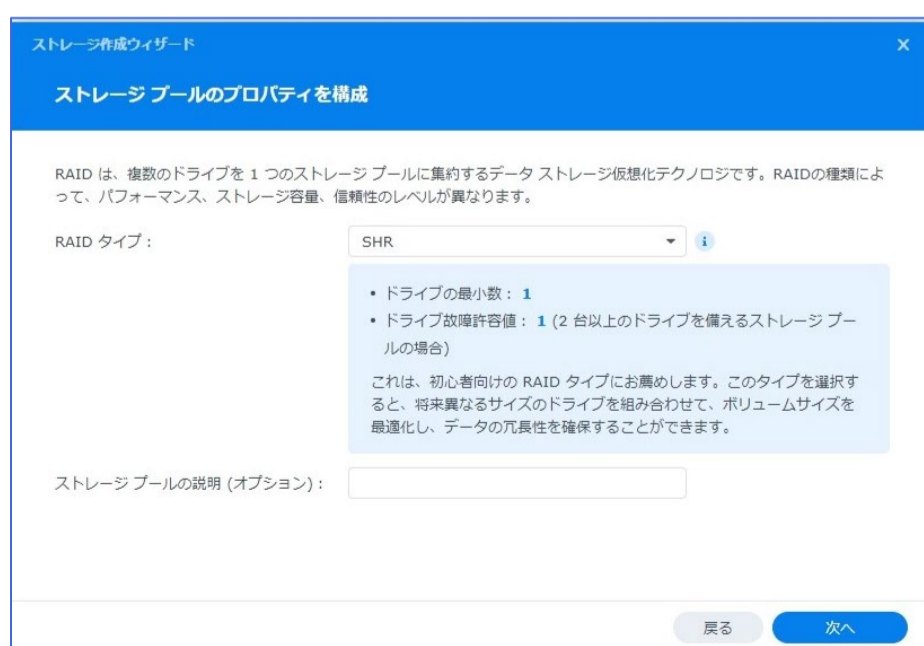 ストレージ作成ウィザード
ストレージ プールのプロパティを構成
RAID は、複数のドライブを 1 つのストレージ プールに集約するデータ ストレージ仮想化テクノロジです。RAIDの種類によ
って、パフォーマンス、ストレージ容量、信頼性のレベルが異なります。
RAID タイプ :
SHR
• ドライブの最小数 : 1
• ドライブ故障許容値 : 1 (2 台以上のドライブを備えるストレージ プー
ルの場合)
これは、初心者向けの RAID タイプにお薦めします。このタイプを選択す
ると、将来異なるサイズのドライブを組み合わせて、ボリュームサイズを
最適化し、データの冗長性を確保することができます。
ストレージ プールの説明 (オプション) :
戻る
次へ